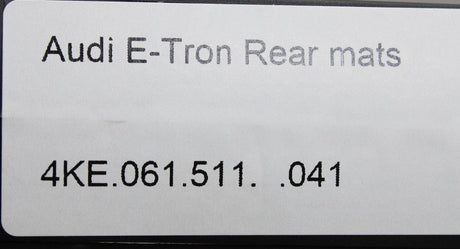 Audi E-Tron Rear mats
4KE.061.511.  .041